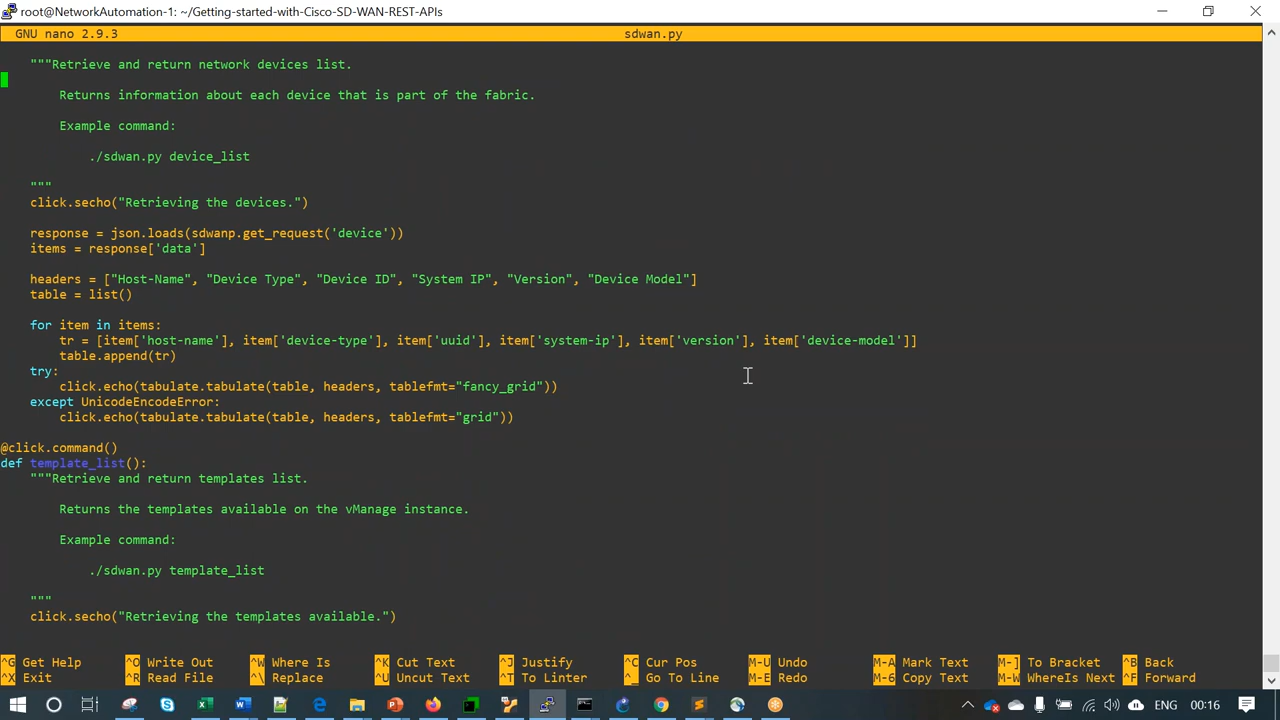 root@NetworkAutomation-1: ~/Getting-started-with-Cisco-SD-WAN-REST-APIs
GNU nano 2.9.3 sdwan.py
"""Retrieve and return network devices list.
Returns information about each device that is part of the fabric.
Example command:
./sdwan.py device_list
"""
click.secho("Retrieving the devices.")
response = json.loads(sdwanp.get_request('device'))
items = response['data']
headers = ["Host-Name", "Device Type", "Device ID", "System IP", "Version", "Device Model"]
table = list()
for item in items:
tr = [item['host-name'], item['device-type'], item['uuid'], item['system-ip'], item['version'], item['device-model']]
table.append(tr)
try:
click.echo(tabulate.tabulate(table, headers, tablefmt="fancy_grid"))
except UnicodeEncodeError:
click.echo(tabulate.tabulate(table, headers, tablefmt="grid"))
@click.command()
def template_list():
"""Retrieve and return templates list.
Returns the templates available on the vManage instance.
Example command:
./sdwan.py template_list
"""
click.secho("Retrieving the templates available.")
^G Get Help ^O Write Out ^W Where Is ^K Cut Text ^J Justify ^C Cur Pos M-U Undo M-A Mark Text M-] To Bracket ^B Back
^X Exit ^R Read File ^\ Replace ^U Uncut Text ^T To Linter ^_ Go To Line M-E Redo M-6 Copy Text M-W WhereIs Next ^F Forward
ENG 00:16